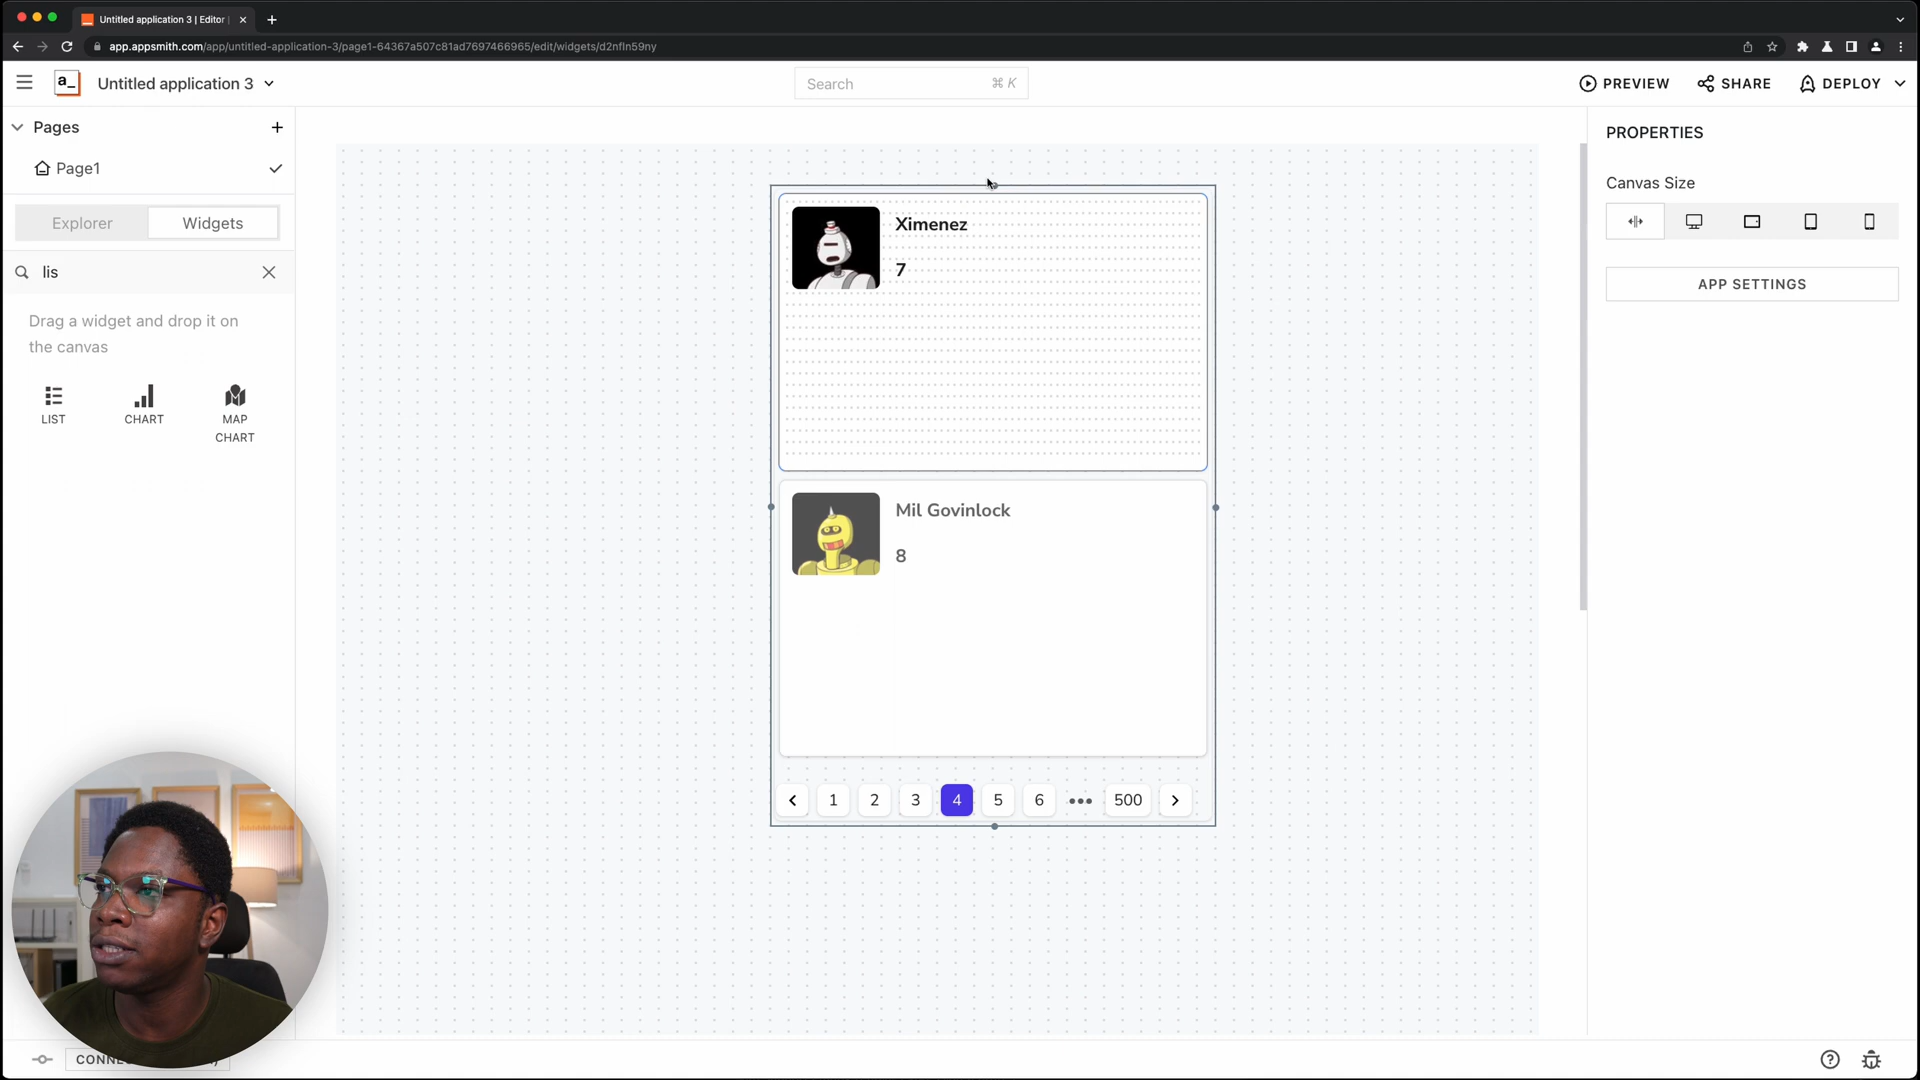 Untitled application 3 | Editor |
app.appsmith.com/app/untitled-application-3/page1-64367a507c81ad7697466965/edit/widgets/d2nfln59ny
a_ Untitled application 3
Search ⌘ K
PREVIEW SHARE DEPLOY
Pages
Page1
Explorer Widgets
lis
Drag a widget and drop it on
the canvas
LIST CHART MAP
CHART
Ximenez
7
Mil Govinlock
8
1 2 3 4 5 6 ••• 500
PROPERTIES
Canvas Size
APP SETTINGS